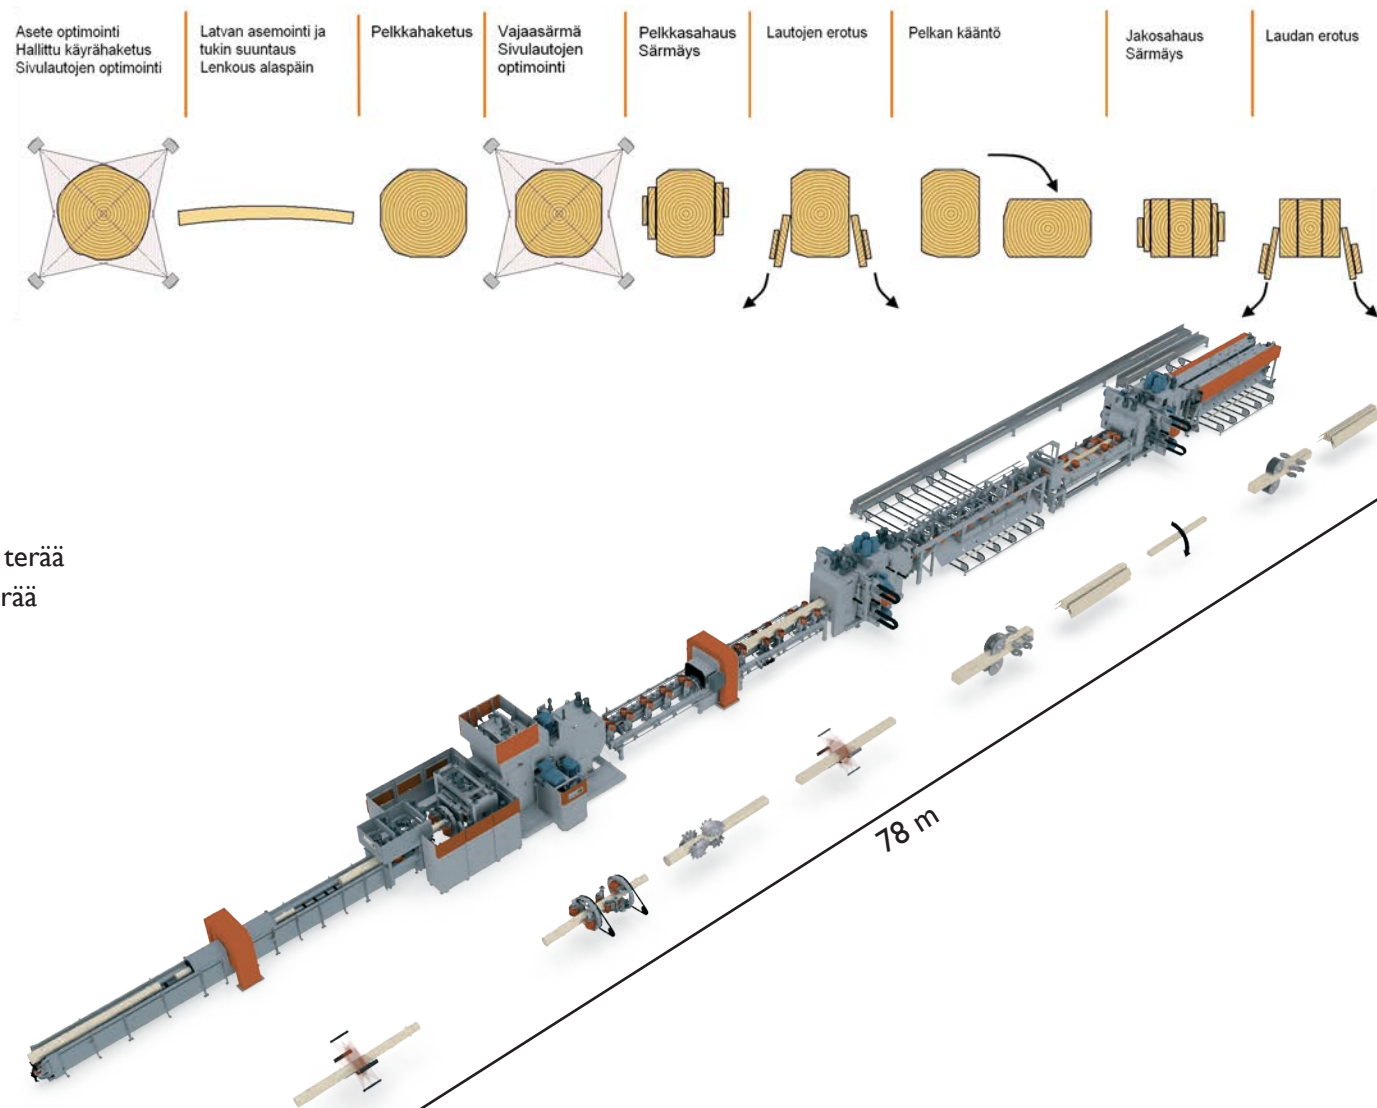 Asete optimointi
Hallittu käyrähaketus
Sivulautojen optimointi
Latvan asemointi ja
tukin suuntaus
Lenkous alaspäin
Pelkkahaketus
Vajaasärmä
Sivulautojen
optimointi
Pelkkasahaus
Särmäys
Lautojen erotus
Pelkan kääntö
Jakosahaus
Särmäys
Laudan erotus
terää
rää
78 m